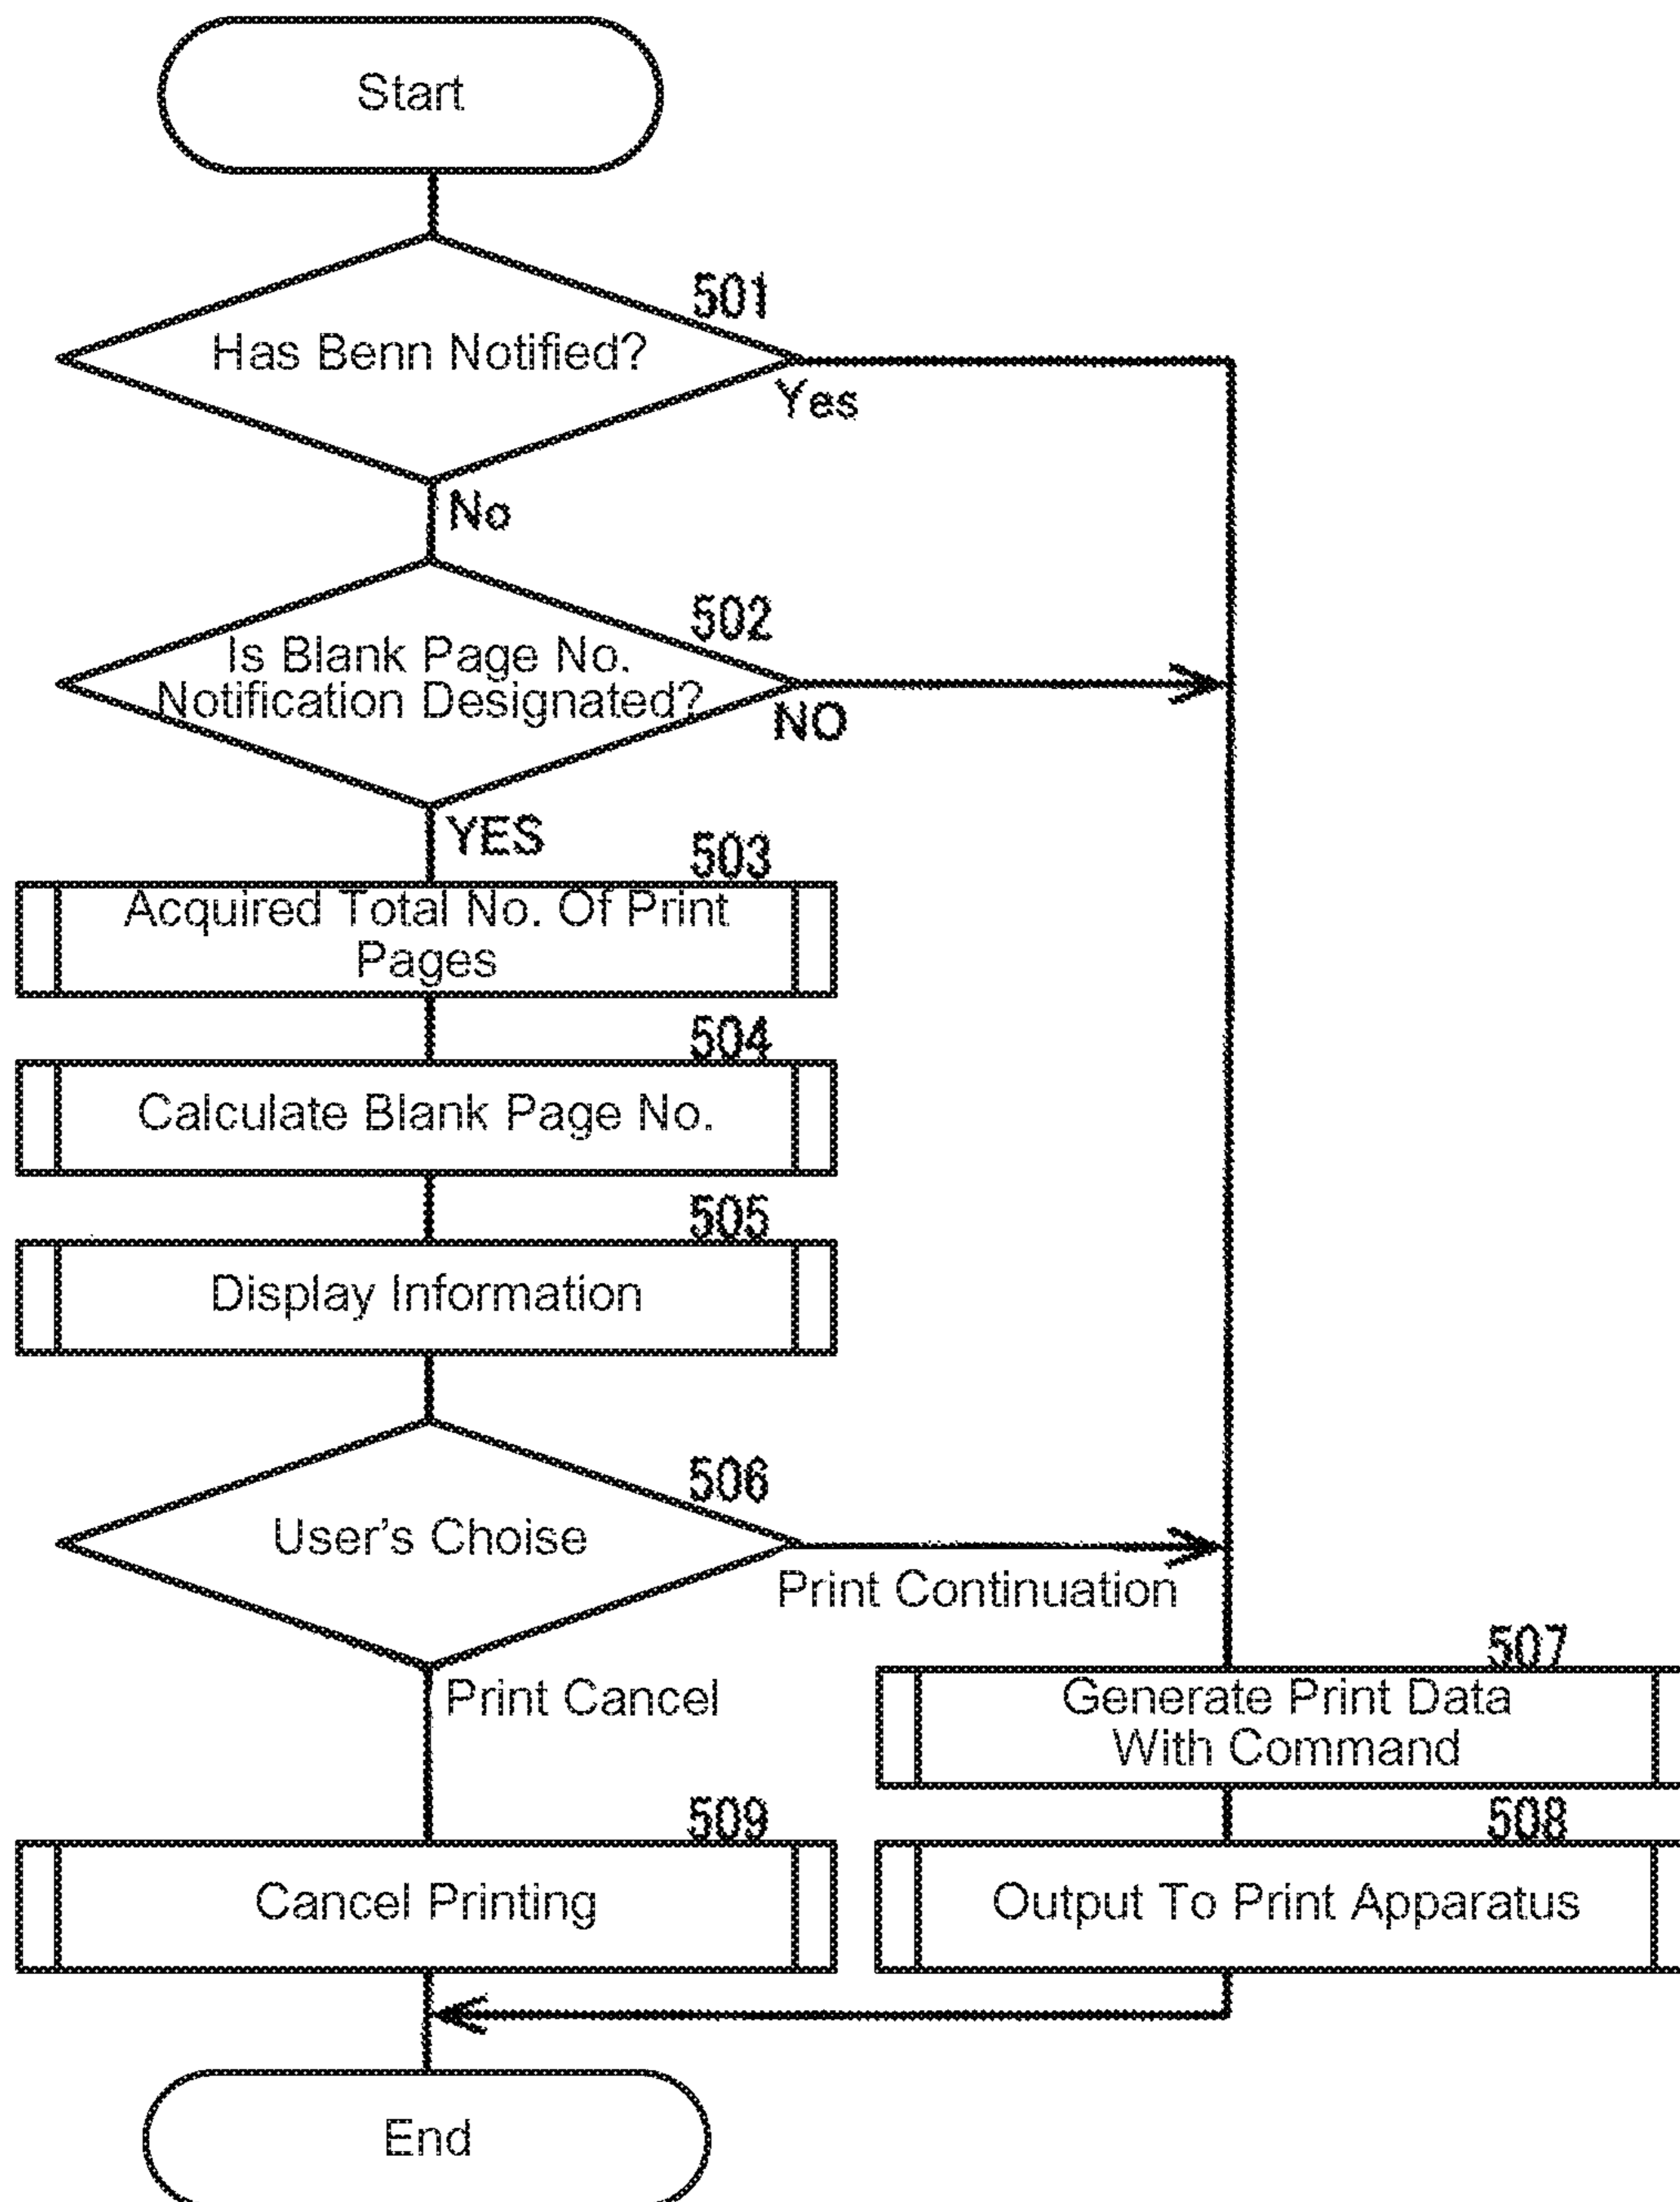 Start
501
Has Benn Notified?
Yes
No
502
Is Blank Page No.
Notification Designated?
NO
YES
503
Acquired Total No. Of Print
Pages
504
Calculate Blank Page No.
505
Display Information
506
User's Choise
Print Continuation
Print Cancel
507
Generate Print Data
With Command
509
Cancel Printing
508
Output To Print Apparatus
End